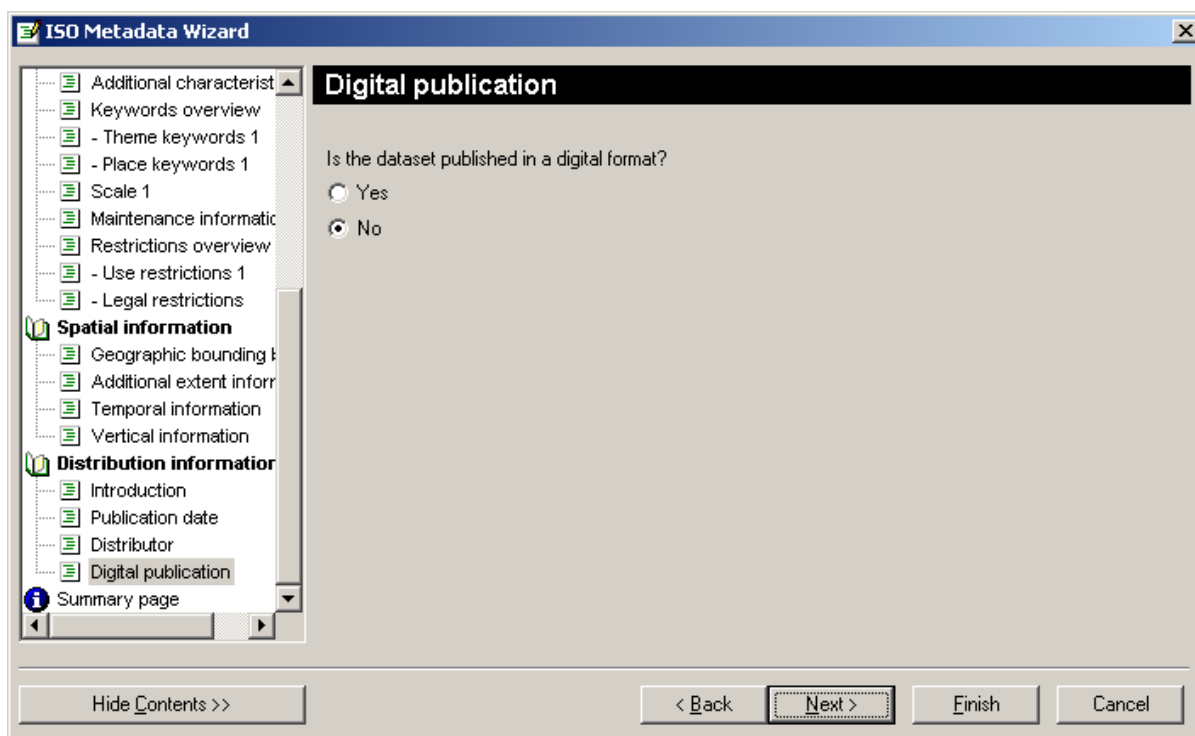 ISO Metadata Wizard
Additional characterist
Keywords overview
- Theme keywords 1
- Place keywords 1
Scale 1
Maintenance informatic
Restrictions overview
- Use restrictions 1
- Legal restrictions
Spatial information
Geographic bounding b
Additional extent inforr
Temporal information
Vertical information
Distribution information
Introduction
Publication date
Distributor
Digital publication
Summary page
Digital publication
Is the dataset published in a digital format?
Yes
No
Hide Contents >>
< Back
Next >
Finish
Cancel